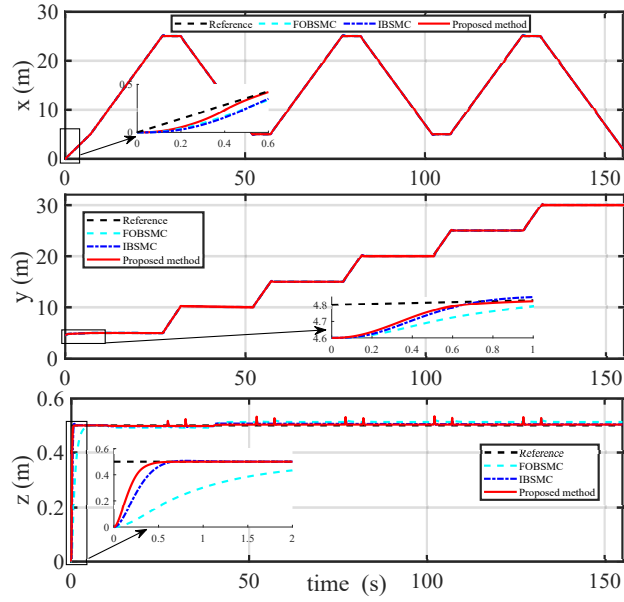 Reference FOBSMC IBSMC Proposed method
30
20
10
0
x (m)
0.5
0
0 0.2 0.4 0.6
0 50 100 150
Reference
FOBSMC
IBSMC
Proposed method
30
20
10
0
y (m)
4.8
4.6
0 0.2 0.4 0.6 0.8 1
0 50 100 150
0.6
0.4
0.2
0
z (m)
0.6
0.4
0.2
0
0 0.5 1 1.5 2
Reference
FOBSMC
IBSMC
Proposed method
0 50 100 150
time (s)